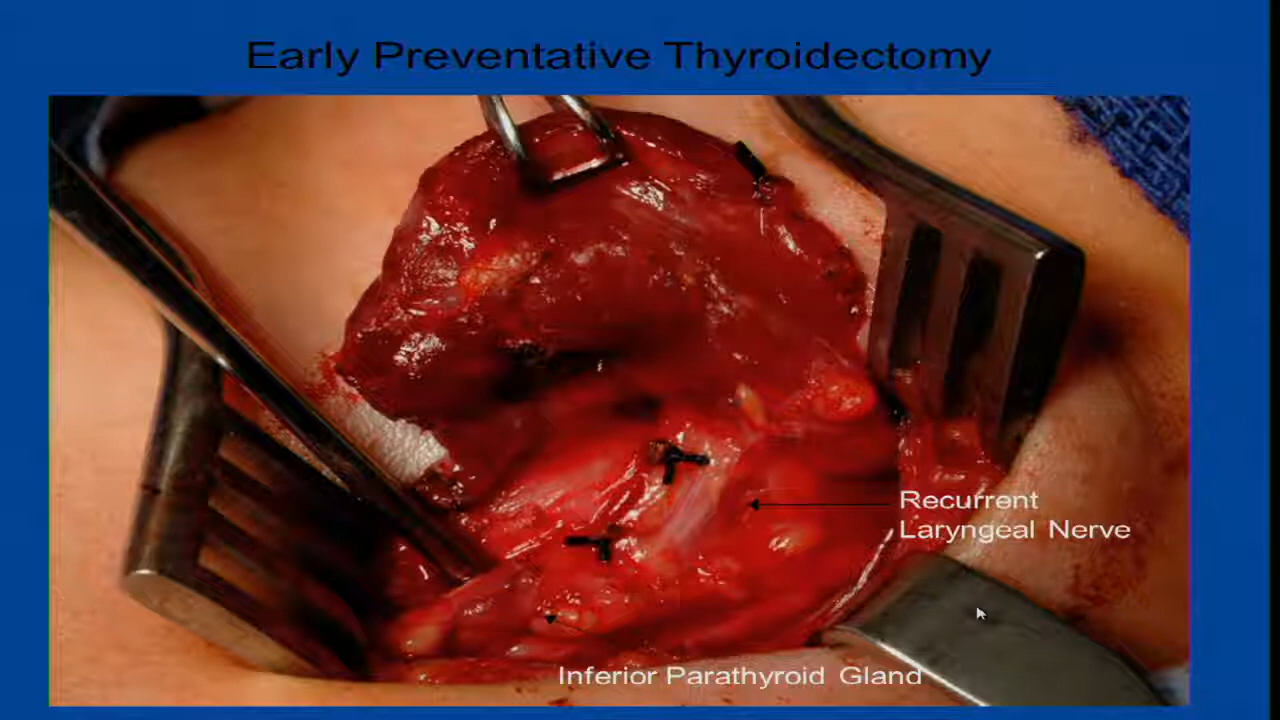 Early Preventative Thyroidectomy
Recurrent
Laryngeal Nerve
Inferior Parathyroid Gland